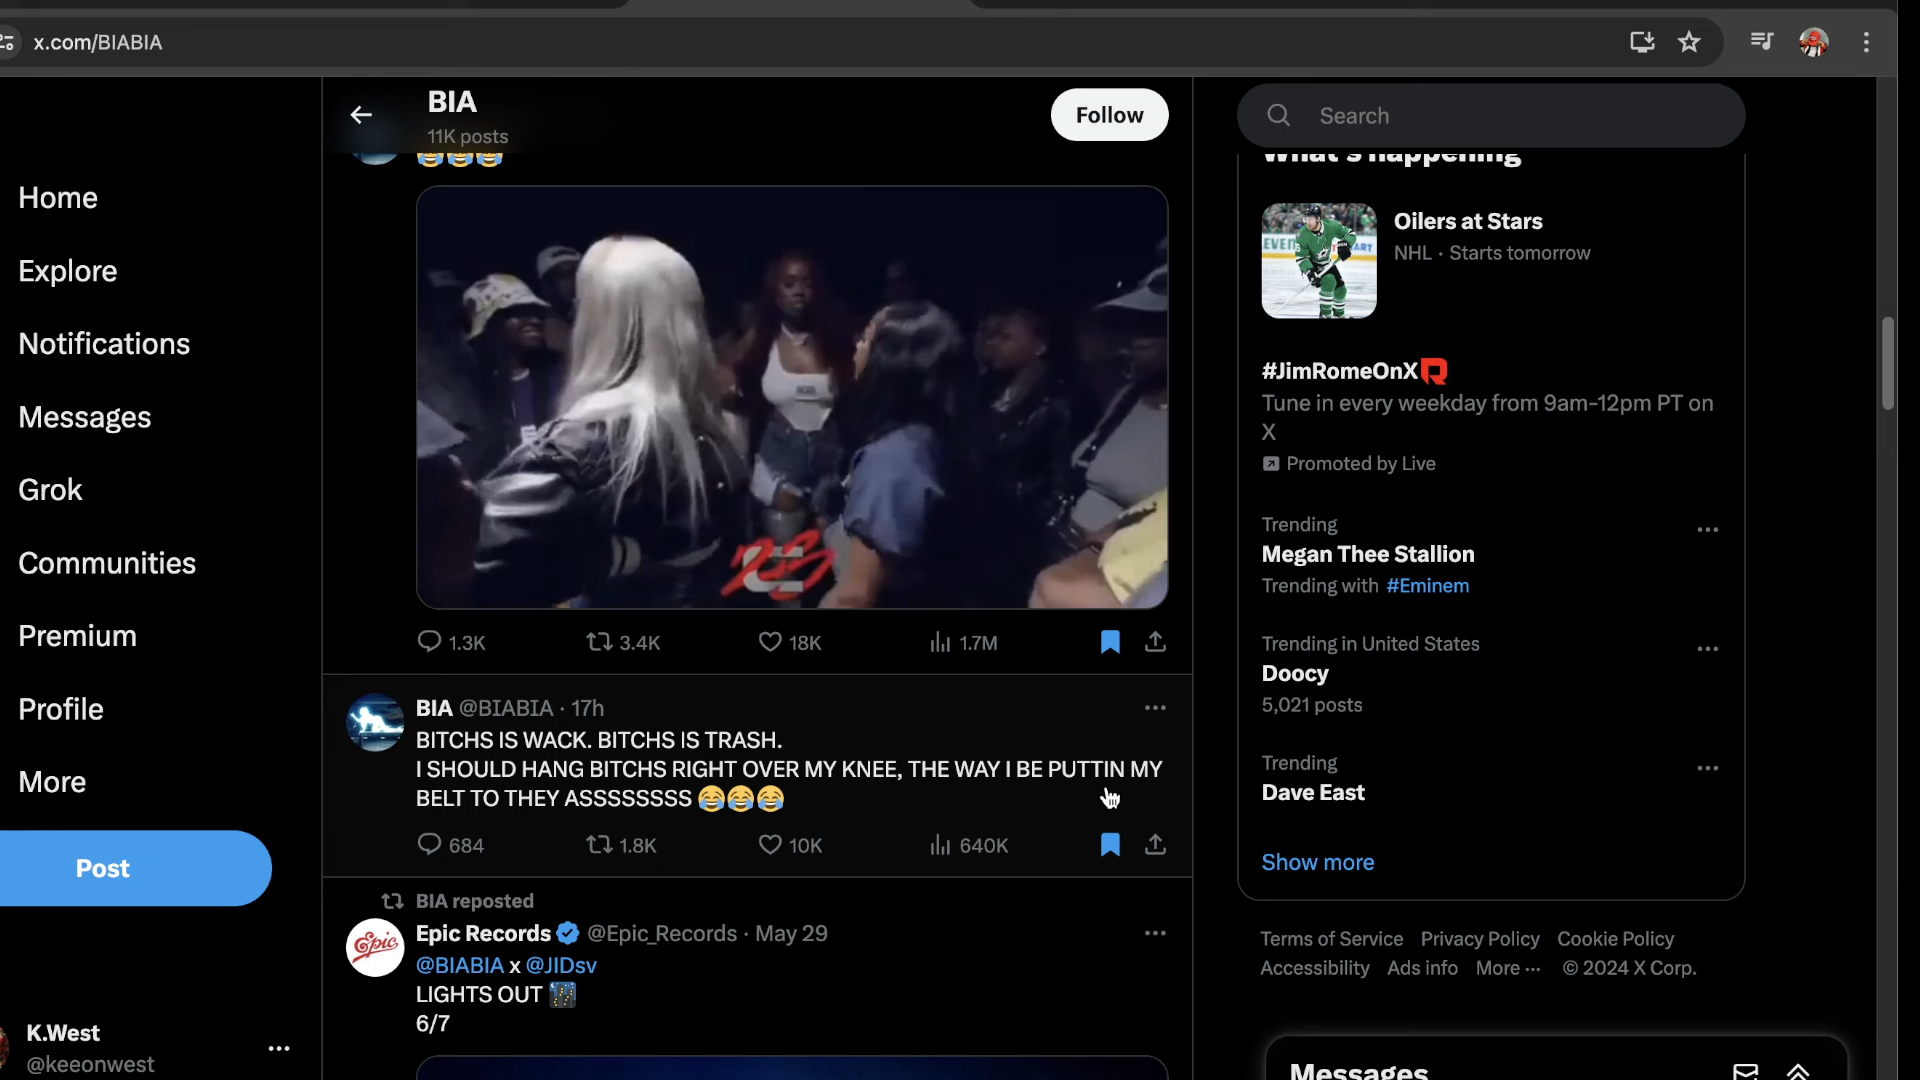 x.com/BIABIA
BIA
11K posts
Follow
Search
Home
Explore
Notifications
Messages
Grok
Communities
Premium
Profile
More
Post
K.West
@keeonwest
😂😂😂
1.3K 3.4K 18K 1.7M
BIA @BIABIA · 17h
BITCHS IS WACK. BITCHS IS TRASH.
I SHOULD HANG BITCHS RIGHT OVER MY KNEE, THE WAY I BE PUTTIN MY
BELT TO THEY ASSSSSSSS 😂😂😂
684 1.8K 10K 640K
BIA reposted
Epic Records @Epic_Records · May 29
Epic
@BIABIA x @JIDsv
LIGHTS OUT 🌃
6/7
What's happening
Oilers at Stars
NHL · Starts tomorrow
#JimRomeOnX
Tune in every weekday from 9am-12pm PT on
X
Promoted by Live
Trending
Megan Thee Stallion
Trending with #Eminem
Trending in United States
Doocy
5,021 posts
Trending
Dave East
Show more
Terms of Service Privacy Policy Cookie Policy
Accessibility Ads info More ··· © 2024 X Corp.
Messages